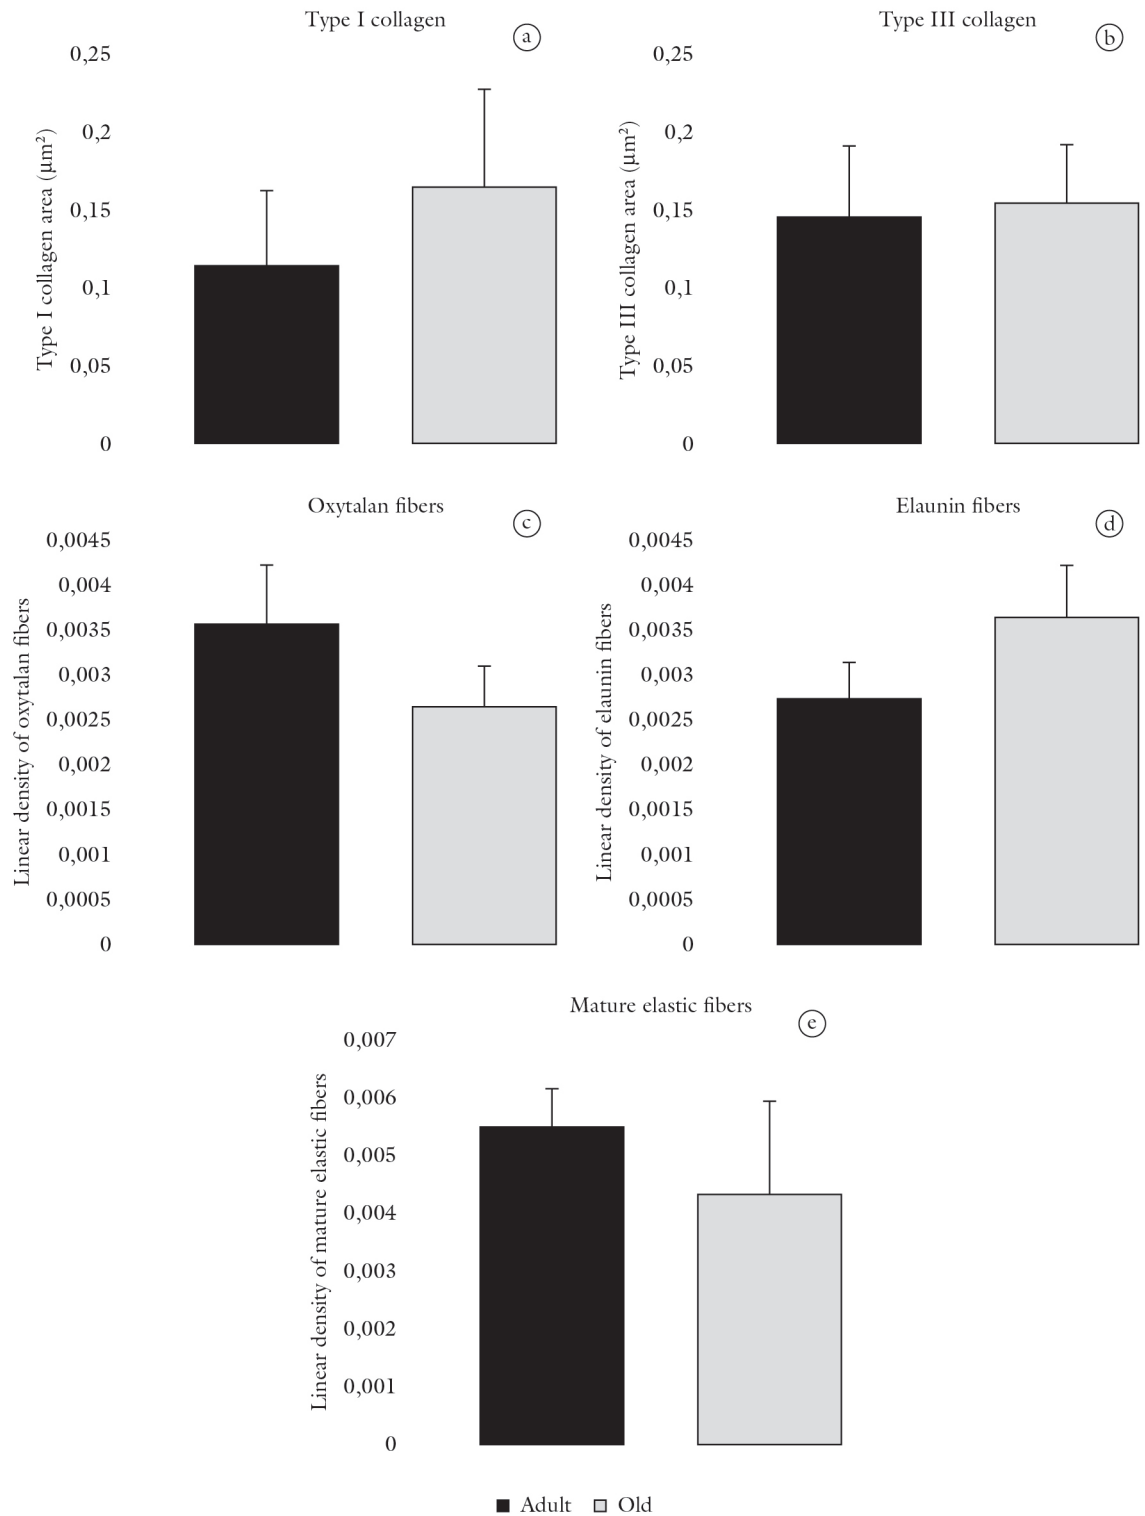 Type I collagen
a
0,25
0,2
0,15
0,1
0,05
0
Type I collagen area (μm²)
Type III collagen
b
0,25
0,2
0,15
0,1
0,05
0
Type III collagen area (μm²)
Oxytalan fibers
c
0,0045
0,004
0,0035
0,003
0,0025
0,002
0,0015
0,001
0,0005
0
Linear density of oxytalan fibers
Elaunin fibers
d
0,0045
0,004
0,0035
0,003
0,0025
0,002
0,0015
0,001
0,0005
0
Linear density of elaunin fibers
Mature elastic fibers
e
0,007
0,006
0,005
0,004
0,003
0,002
0,001
0
Linear density of mature elastic fibers
Adult Old